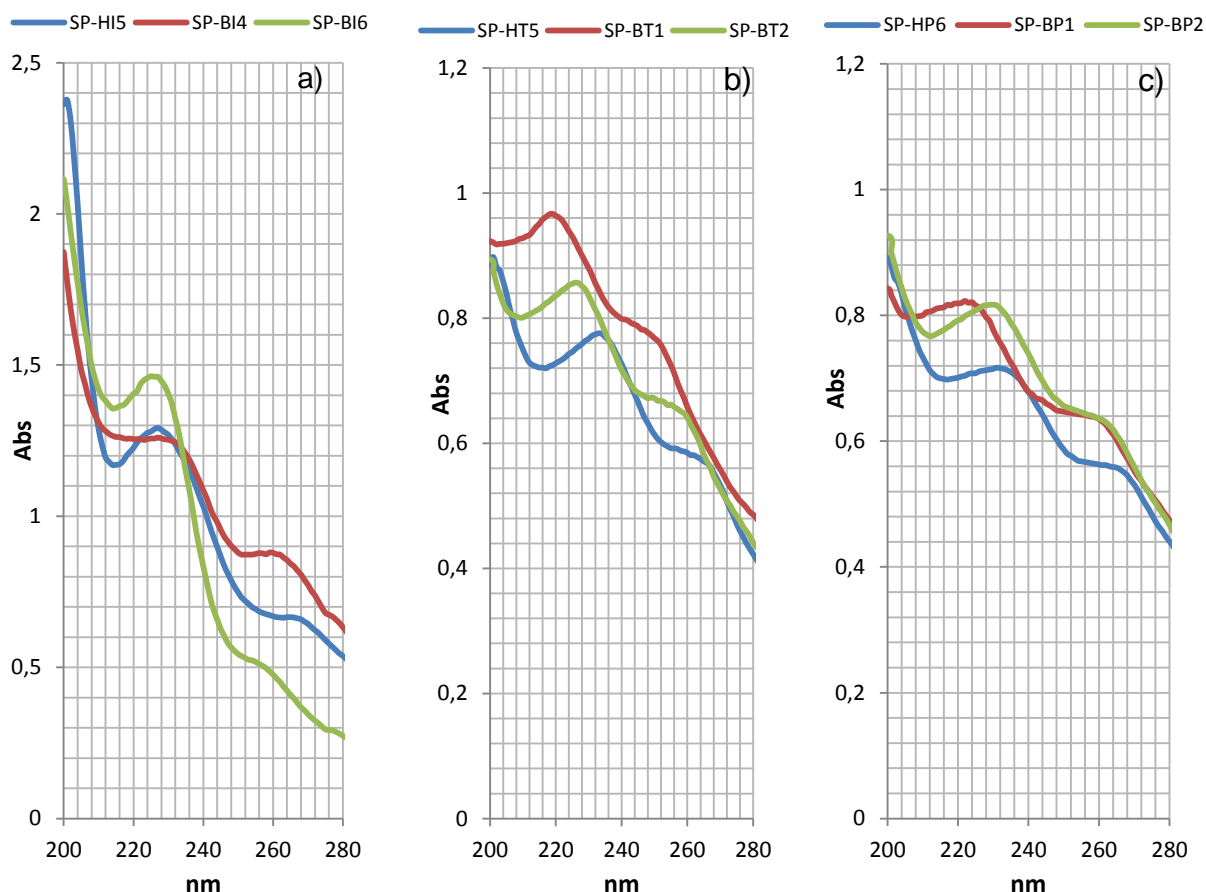 SP-HI5 SP-BI4 SP-BI6
a)
2,5
2
1,5
1
0,5
0
Abs
200 220 240 260 280
nm
SP-HT5 SP-BT1 SP-BT2
b)
1,2
1
0,8
0,6
0,4
0,2
0
Abs
200 220 240 260 280
nm
SP-HP6 SP-BP1 SP-BP2
c)
1,2
1
0,8
0,6
0,4
0,2
0
Abs
200 220 240 260 280
nm